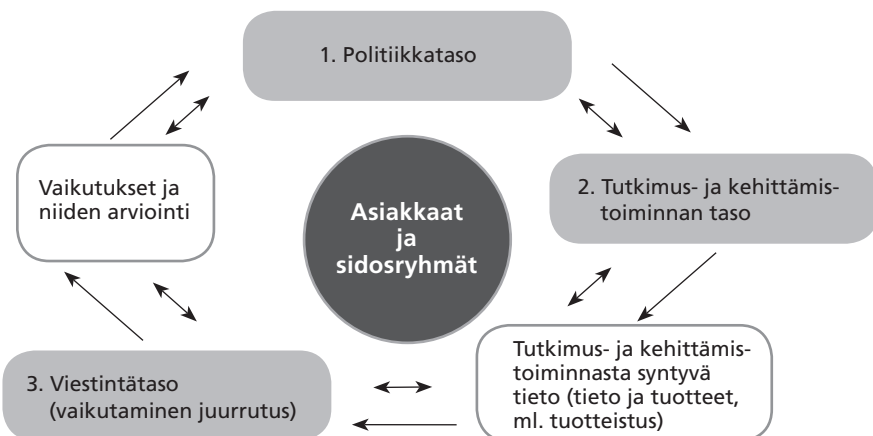 1. Politiikkataso
2. Tutkimus- ja kehittämis-
toiminnan taso
Tutkimus- ja kehittämis-
toiminnasta syntyvä
tieto (tieto ja tuotteet,
ml. tuotteistus)
3. Viestintätaso
(vaikutaminen juurrutus)
Vaikutukset ja
niiden arviointi
Asiakkaat
ja
sidosryhmät